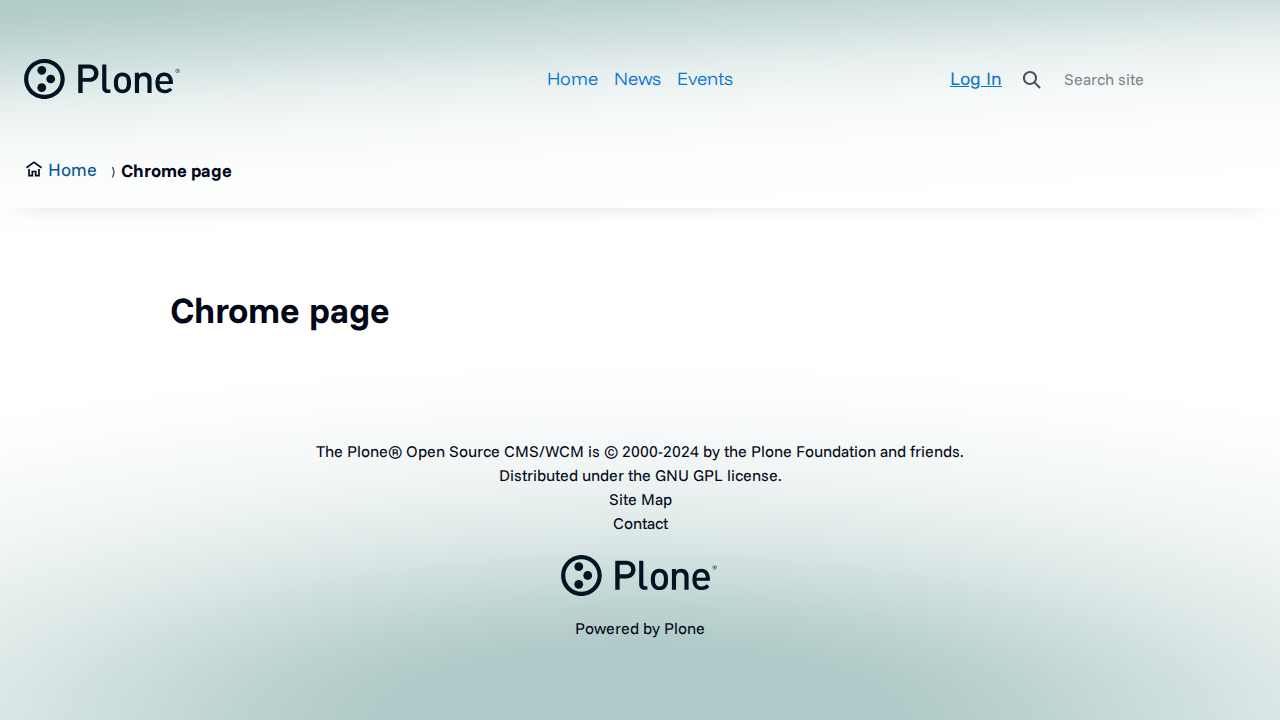 Plone®
Home News Events
Log In
Search site
Home ⟩ Chrome page
Chrome page
The Plone® Open Source CMS/WCM is © 2000-2024 by the Plone Foundation and friends.
Distributed under the GNU GPL license.
Site Map
Contact
Plone®
Powered by Plone